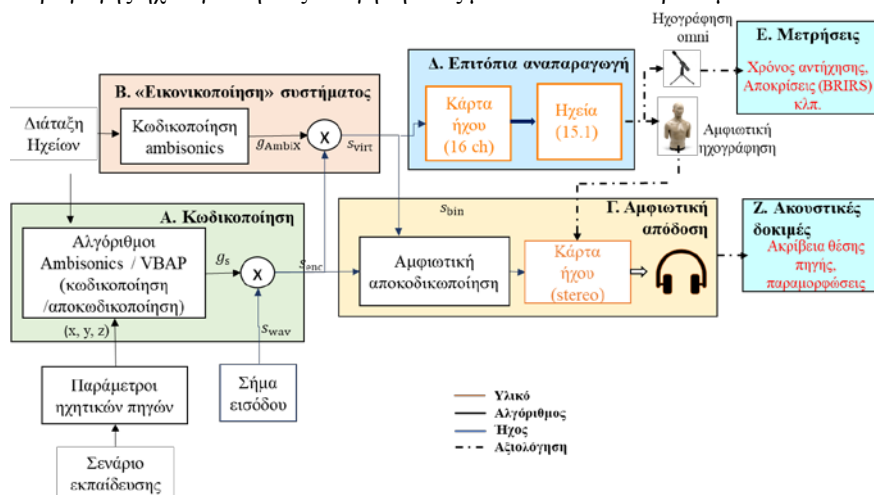 Ηχογράφηση
omni
Ε. Μετρήσεις
Χρόνος αντήχησης,
Αποκρίσεις (BRIRS)
κλπ.
Δ. Επιτόπια αναπαραγωγή
Κάρτα
ήχου
(16 ch)
Ηχεία
(15.1)
Αμφιωτική
ηχογράφηση
Β. «Εικονικοποίηση» συστήματος
Διάταξη
Ηχείων
Κωδικοποίηση
ambisonics
gAmbix
x
svirt
Α. Κωδικοποίηση
Αλγόριθμοι
Ambisonics / VBAP
(κωδικοποίηση
/αποκωδικοποίηση)
gs
x
senc
swav
(x, y, z)
sbin
Γ. Αμφιωτική
απόδοση
Αμφιωτική
αποκοδικωποίηση
Κάρτα
ήχου
(stereo)
Ζ. Ακουστικές
δοκιμές
Ακρίβεια θέσης
πηγής,
παραμορφώσεις
Παράμετροι
ηχητικών πηγών
Σήμα
εισόδου
Σενάριο
εκπαίδευσης
Υλικό
Αλγόριθμος
Ήχος
Αξιολόγηση